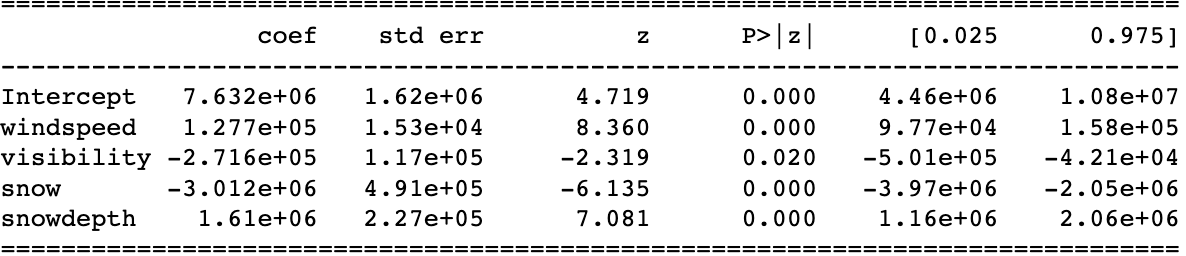 coef std err z P>|z| [0.025 0.975]
Intercept 7.632e+06 1.62e+06 4.719 0.000 4.46e+06 1.08e+07
windspeed 1.277e+05 1.53e+04 8.360 0.000 9.77e+04 1.58e+05
visibility -2.716e+05 1.17e+05 -2.319 0.020 -5.01e+05 -4.21e+04
snow -3.012e+06 4.91e+05 -6.135 0.000 -3.97e+06 -2.05e+06
snowdepth 1.61e+06 2.27e+05 7.081 0.000 1.16e+06 2.06e+06